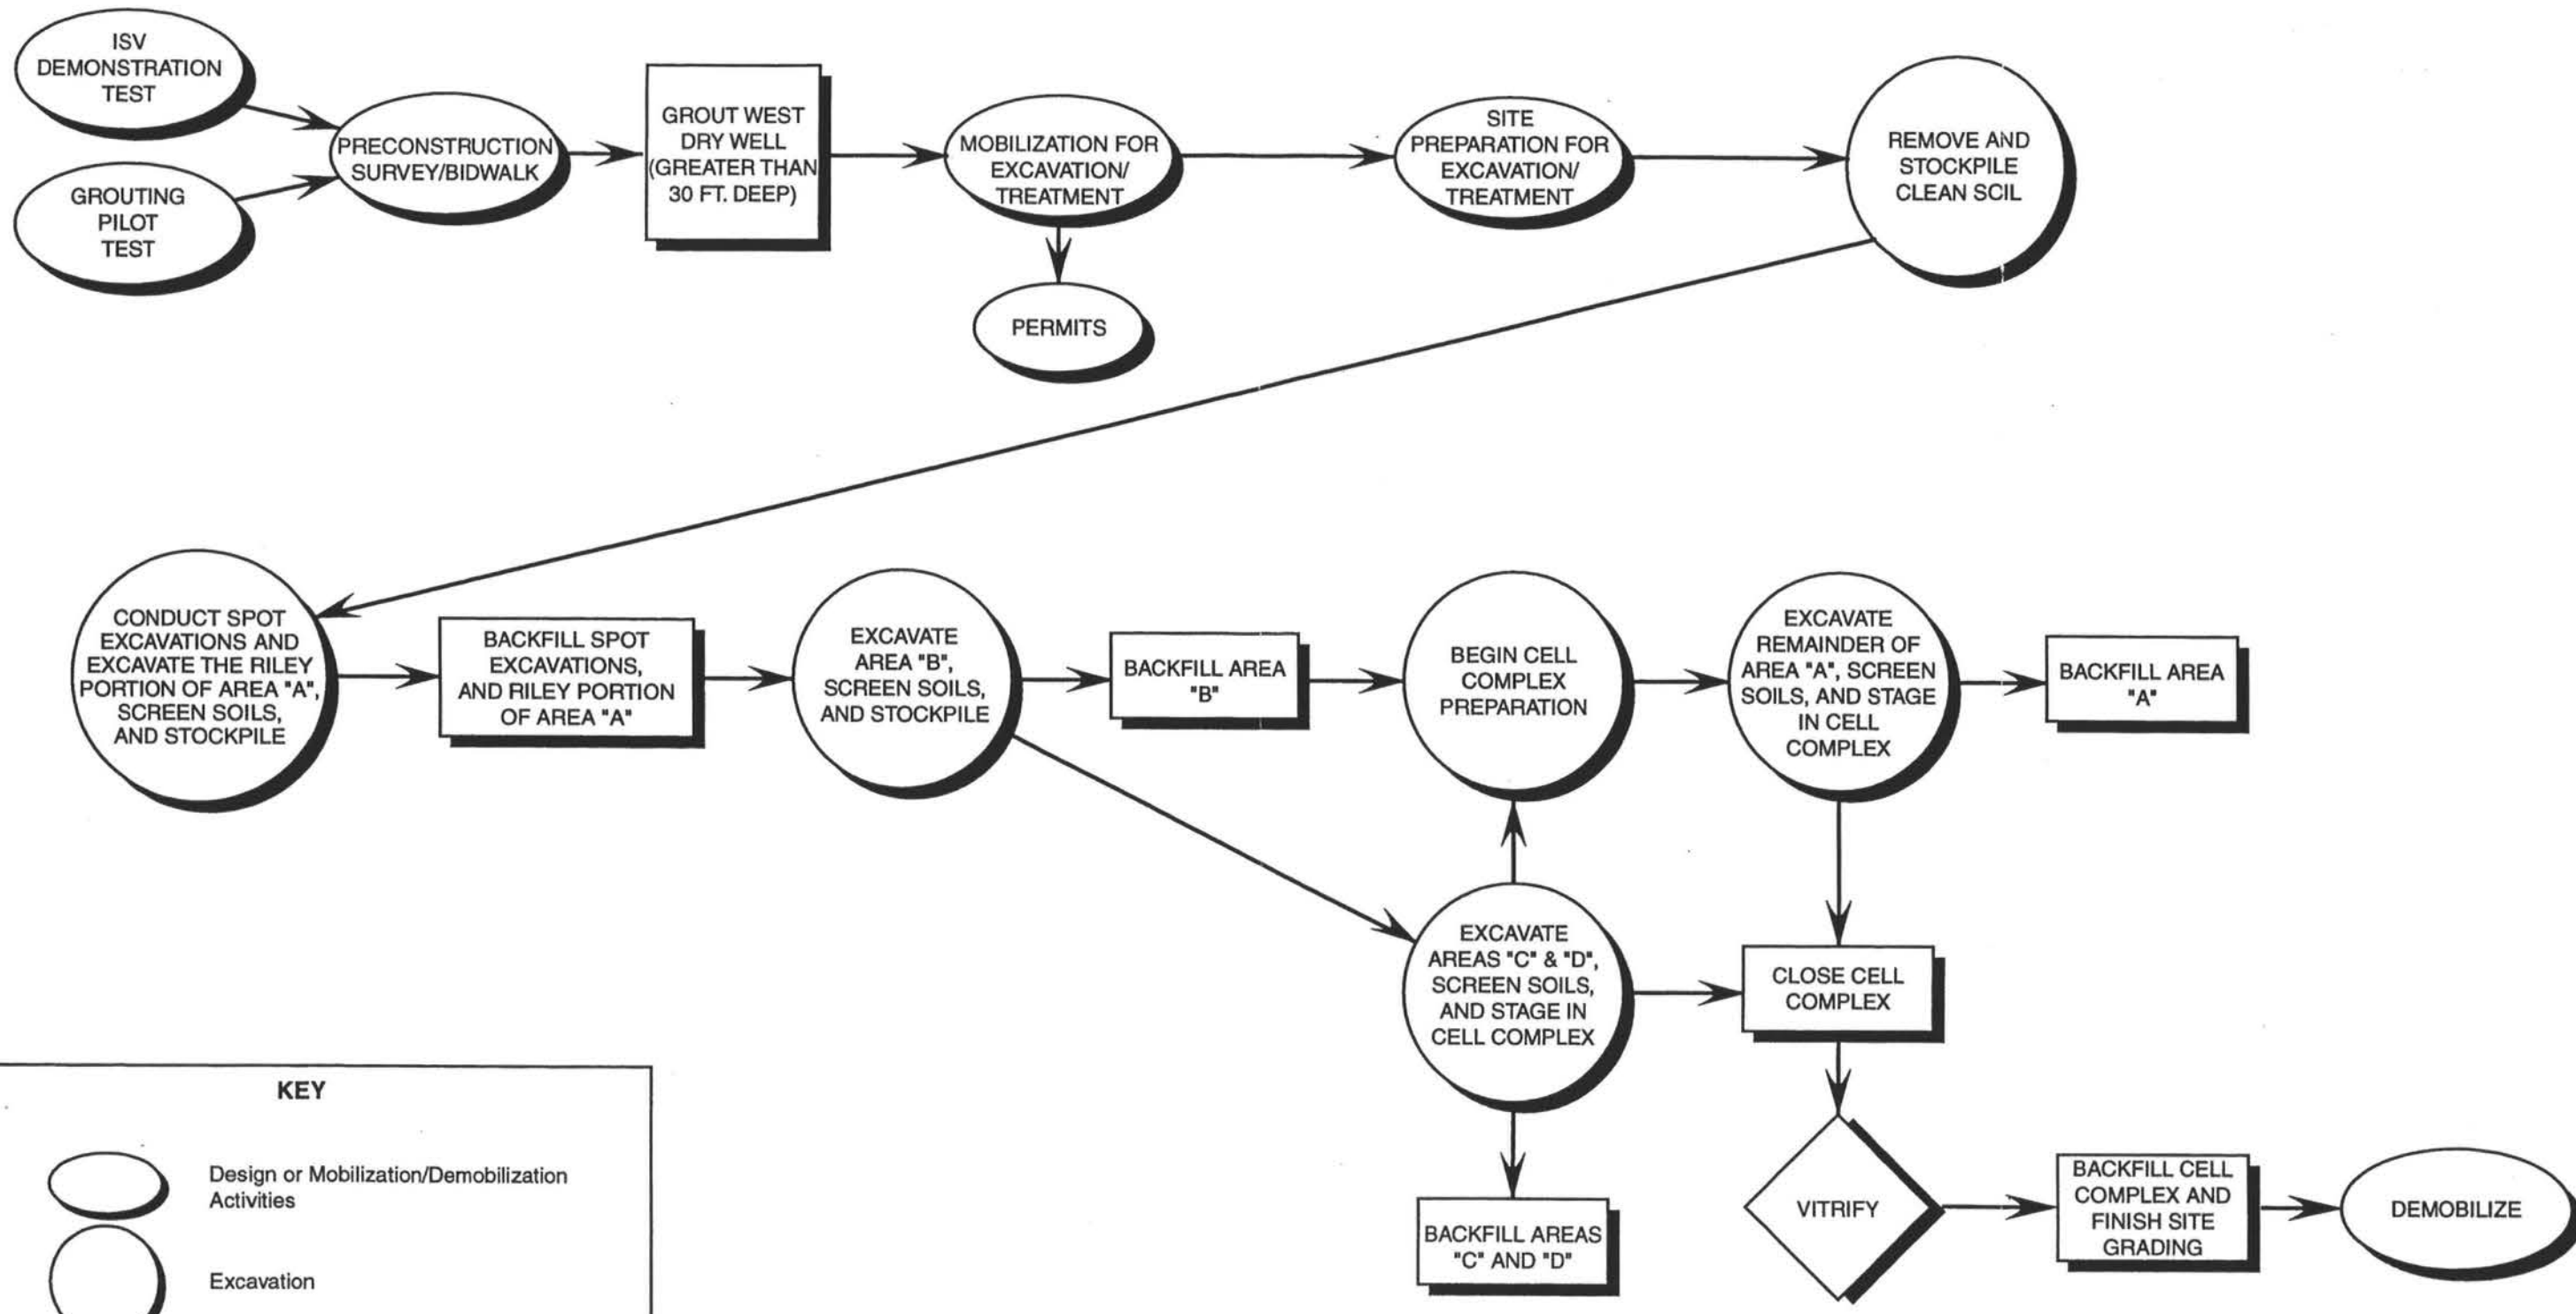 ISV
DEMONSTRATION
TEST
GROUTING
PILOT
TEST
PRECONSTRUCTION
SURVEY/BIDWALK
GROUT WEST
DRY WELL
(GREATER THAN
30 FT. DEEP)
MOBILIZATION FOR
EXCAVATION/
TREATMENT
PERMITS
SITE
PREPARATION FOR
EXCAVATION/
TREATMENT
REMOVE AND
STOCKPILE
CLEAN SCIL
CONDUCT SPOT
EXCAVATIONS AND
EXCAVATE THE RILEY
PORTION OF AREA "A",
SCREEN SOILS,
AND STOCKPILE
BACKFILL SPOT
EXCAVATIONS,
AND RILEY PORTION
OF AREA "A"
EXCAVATE
AREA "B",
SCREEN SOILS,
AND STOCKPILE
BACKFILL AREA
"B"
BEGIN CELL
COMPLEX
PREPARATION
EXCAVATE
REMAINDER OF
AREA "A", SCREEN
SOILS, AND STAGE
IN CELL
COMPLEX
BACKFILL AREA
"A"
EXCAVATE
AREAS "C" & "D",
SCREEN SOILS,
AND STAGE IN
CELL COMPLEX
CLOSE CELL
COMPLEX
BACKFILL AREAS
"C" AND "D"
VITRIFY
BACKFILL CELL
COMPLEX AND
FINISH SITE
GRADING
DEMOBILIZE
KEY
Design or Mobilization/Demobilization
Activities
Excavation